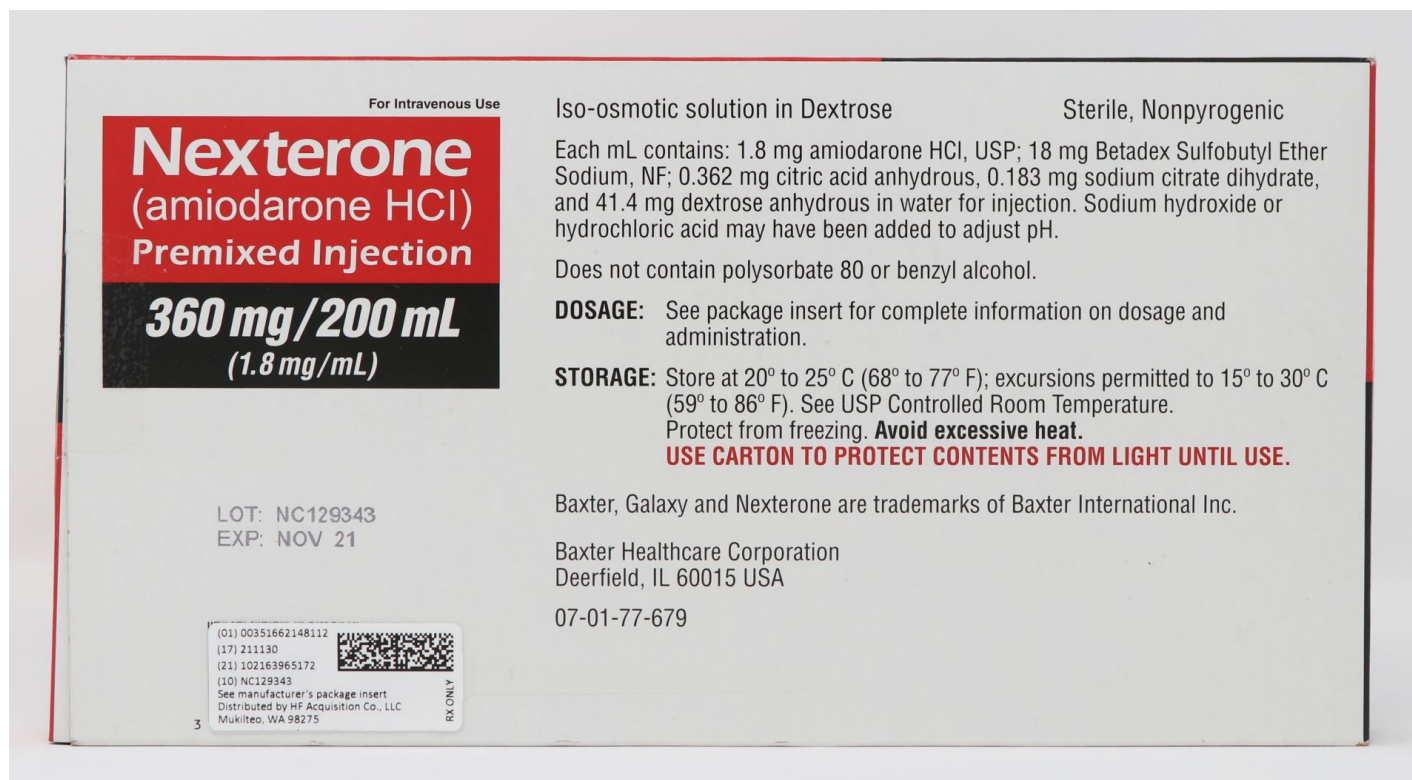 For Intravenous Use
Nexterone
(amiodarone HCl)
Premixed Injection
360 mg/200 mL
(1.8 mg/mL)
LOT: NC129343
EXP: NOV 21
(01) 00351662148112
(17) 211130
(21) 102163965172
(10) NC129343
See manufacturer's package insert
Distributed by HF Acquisition Co., LLC
Mukilteo, WA 98275
RX ONLY
3
Iso-osmotic solution in Dextrose
Sterile, Nonpyrogenic
Each mL contains: 1.8 mg amiodarone HCl, USP; 18 mg Betadex Sulfobutyl Ether
Sodium, NF; 0.362 mg citric acid anhydrous, 0.183 mg sodium citrate dihydrate,
and 41.4 mg dextrose anhydrous in water for injection. Sodium hydroxide or
hydrochloric acid may have been added to adjust pH.
Does not contain polysorbate 80 or benzyl alcohol.
DOSAGE: See package insert for complete information on dosage and
administration.
STORAGE: Store at 20° to 25° C (68° to 77° F); excursions permitted to 15° to 30° C
(59° to 86° F). See USP Controlled Room Temperature.
Protect from freezing. Avoid excessive heat.
USE CARTON TO PROTECT CONTENTS FROM LIGHT UNTIL USE.
Baxter, Galaxy and Nexterone are trademarks of Baxter International Inc.
Baxter Healthcare Corporation
Deerfield, IL 60015 USA
07-01-77-679